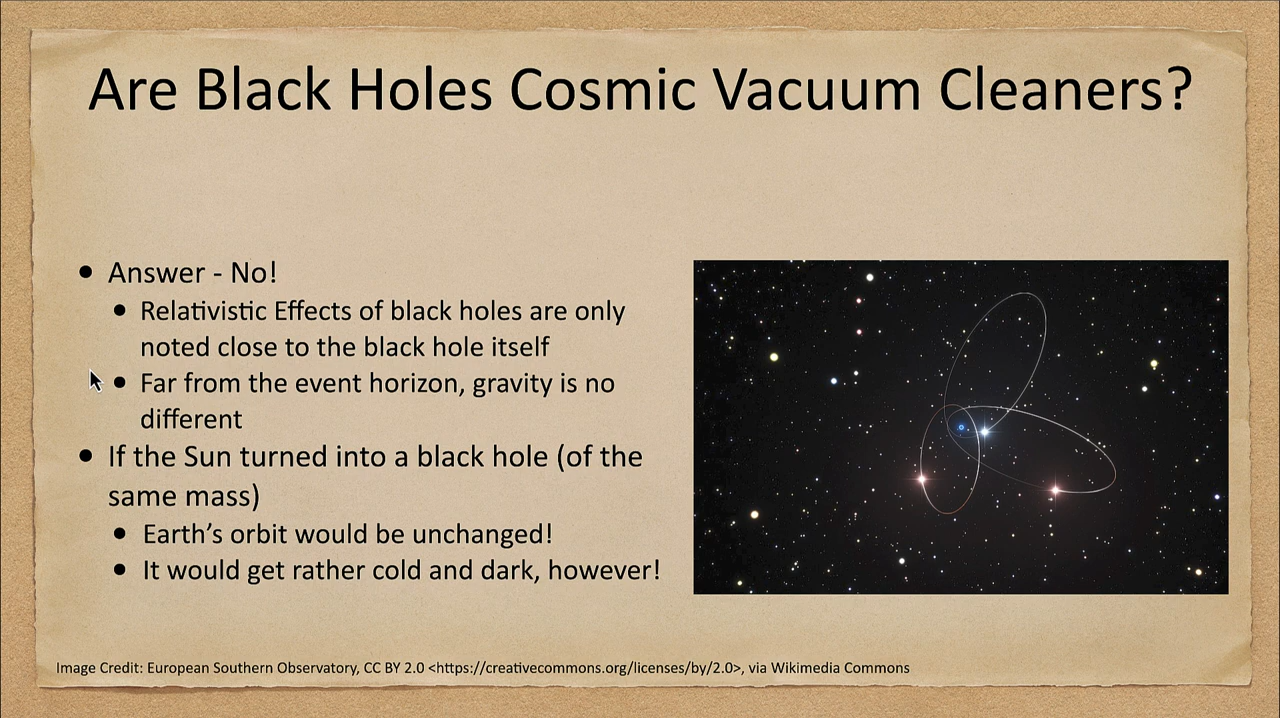 Are Black Holes Cosmic Vacuum Cleaners?
• Answer - No!
• Relativistic Effects of black holes are only
noted close to the black hole itself
• Far from the event horizon, gravity is no
different
• If the Sun turned into a black hole (of the
same mass)
• Earth’s orbit would be unchanged!
• It would get rather cold and dark, however!
Image Credit: European Southern Observatory, CC BY 2.0 <https://creativecommons.org/licenses/by/2.0>, via Wikimedia Commons